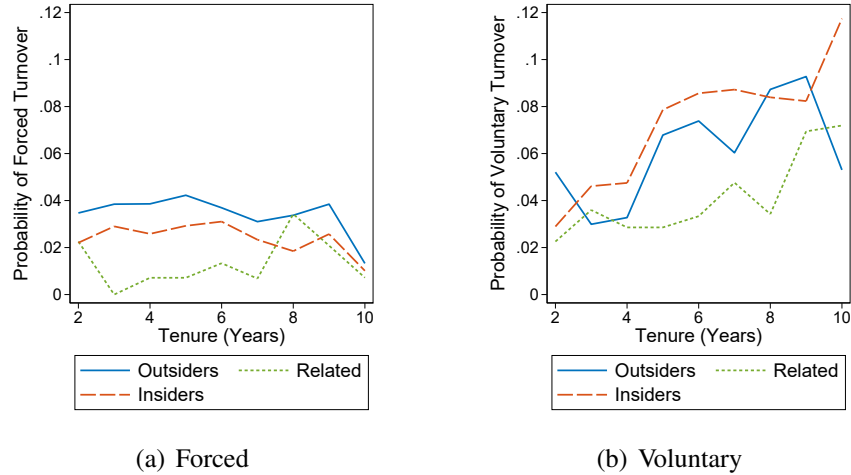 Probability of Forced Turnover
.12
.1
.08
.06
.04
.02
0
2 4 6 8 10
Tenure (Years)
Outsiders Related
Insiders
(a) Forced
Probability of Voluntary Turnover
.12
.1
.08
.06
.04
.02
0
2 4 6 8 10
Tenure (Years)
Outsiders Related
Insiders
(b) Voluntary